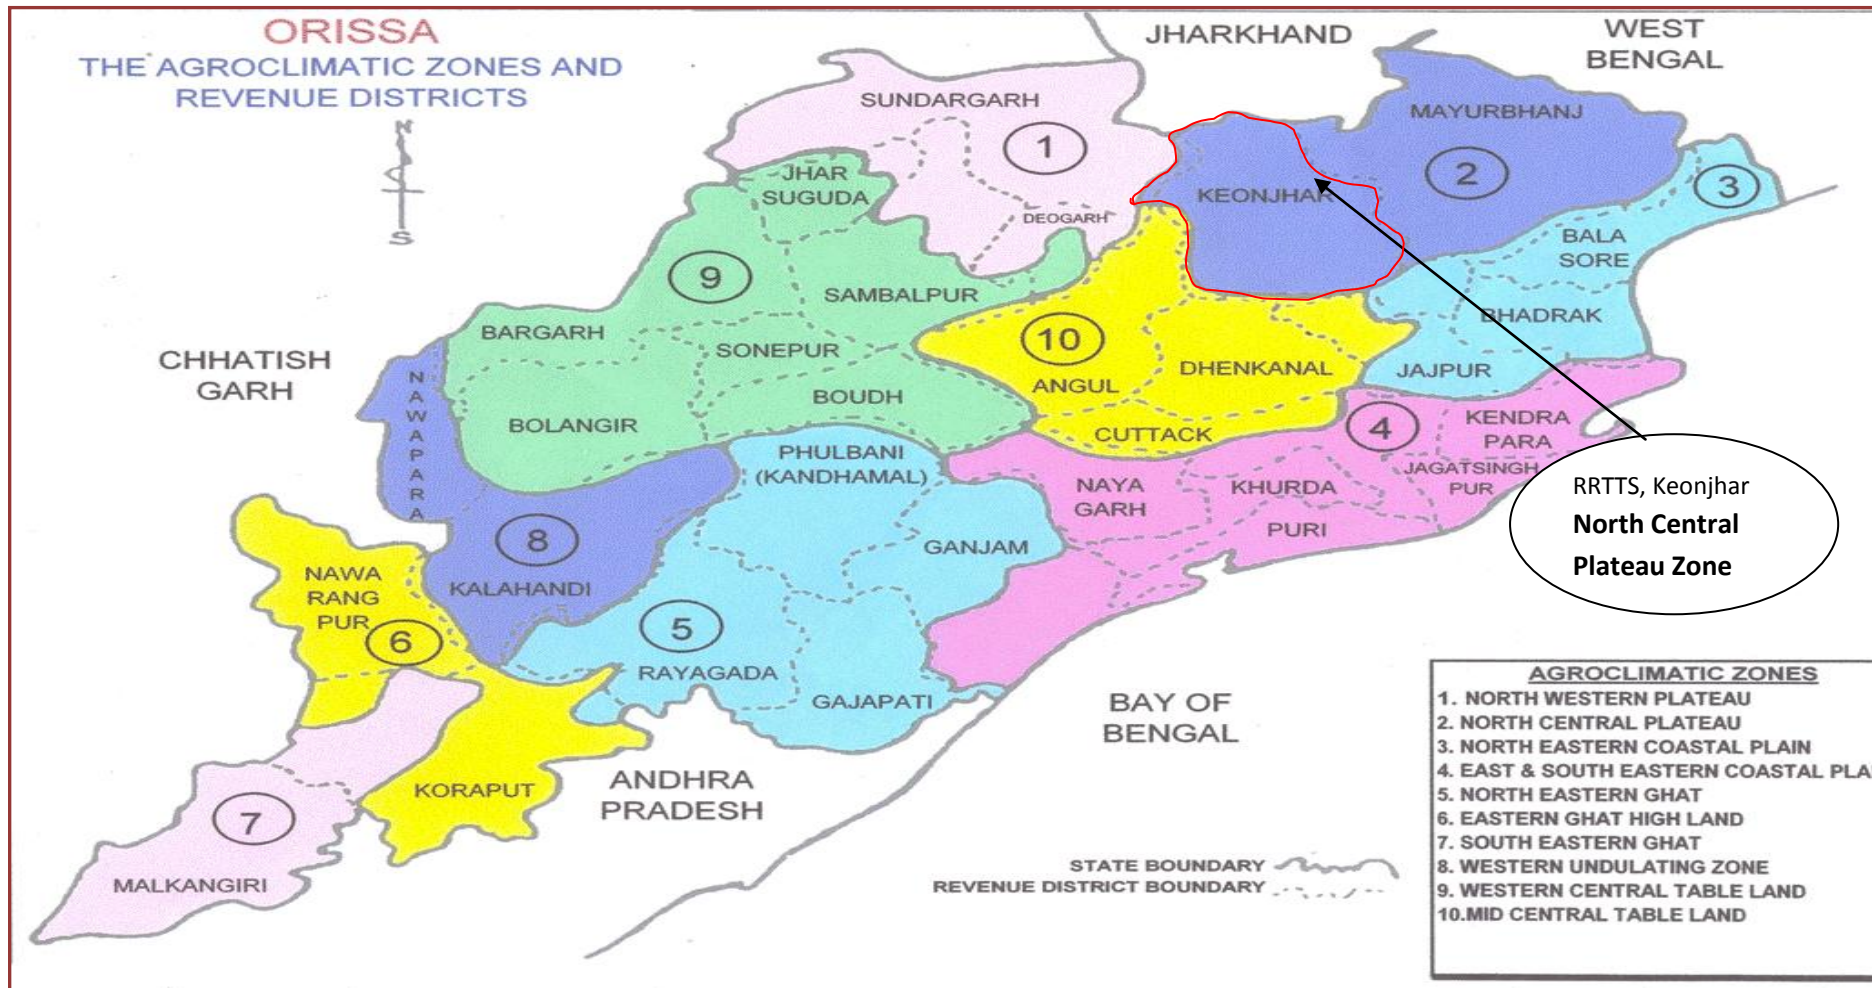 ORISSA
THE AGROCLIMATIC ZONES AND
REVENUE DISTRICTS
N
S
JHARKHAND
WEST
BENGAL
SUNDARGARH
1
MAYURBHANJ
2
3
KEONJHAR
JHAR
SUGUDA
DEOGARH
BALA
SORE
9
SAMBALPUR
BHADRAK
BARGARH
SONEPUR
10
ANGUL
DHENKANAL
JAJPUR
CHHATISH
GARH
NAWAPARA
BOLANGIR
BOUDH
CUTTACK
4
KENDRA
PARA
PHULBANI
(KANDHAMAL)
NAYA
GARH
KHURDA
JAGATSINGH
PUR
PURI
RRTTS, Keonjhar
North Central
Plateau Zone
8
KALAHANDI
GANJAM
NAWA
RANG
PUR
6
5
RAYAGADA
GAJAPATI
BAY OF
BENGAL
KORAPUT
ANDHRA
PRADESH
7
MALKANGIRI
STATE BOUNDARY
REVENUE DISTRICT BOUNDARY
AGROCLIMATIC ZONES
1. NORTH WESTERN PLATEAU
2. NORTH CENTRAL PLATEAU
3. NORTH EASTERN COASTAL PLAIN
4. EAST & SOUTH EASTERN COASTAL PLA
5. NORTH EASTERN GHAT
6. EASTERN GHAT HIGH LAND
7. SOUTH EASTERN GHAT
8. WESTERN UNDULATING ZONE
9. WESTERN CENTRAL TABLE LAND
10.MID CENTRAL TABLE LAND